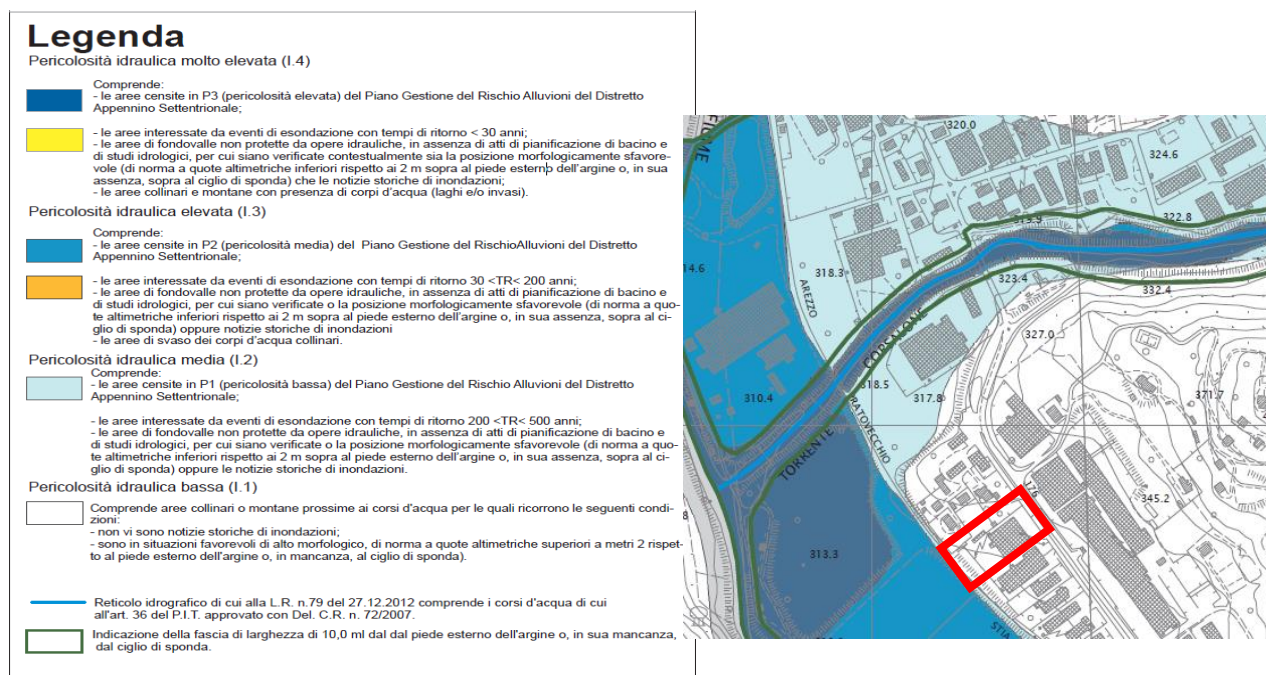 Legenda
Pericolosità idraulica molto elevata (I.4)
Comprende:
- le aree censite in P3 (pericolosità elevata) del Piano Gestione del Rischio Alluvioni del Distretto
Appennino Settentrionale;
- le aree interessate da eventi di esondazione con tempi di ritorno < 30 anni;
- le aree di fondovalle non protette da opere idrauliche, in assenza di atti di pianificazione di bacino e
di studi idrologici, per cui siano verificate contestualmente sia la posizione morfologicamente sfavore-
vole (di norma a quote altimetriche inferiori rispetto ai 2 m sopra al piede esterno dell'argine o, in sua
assenza, sopra al ciglio di sponda) che le notizie storiche di inondazioni;
- le aree collinari e montane con presenza di corpi d'acqua (laghi e/o invasi).
Pericolosità idraulica elevata (I.3)
Comprende:
- le aree censite in P2 (pericolosità media) del Piano Gestione del RischioAlluvioni del Distretto
Appennino Settentrionale;
- le aree interessate da eventi di esondazione con tempi di ritorno 30 <TR< 200 anni;
- le aree di fondovalle non protette da opere idrauliche, in assenza di atti di pianificazione di bacino e
di studi idrologici, per cui siano verificate o la posizione morfologicamente sfavorevole (di norma a quo-
te altimetriche inferiori rispetto ai 2 m sopra al piede esterno dell'argine o, in sua assenza, sopra al ci-
glio di sponda) oppure notizie storiche di inondazioni
- le aree di svaso dei corpi d'acqua collinari.
Pericolosità idraulica media (I.2)
Comprende:
- le aree censite in P1 (pericolosità bassa) del Piano Gestione del Rischio Alluvioni del Distretto
Appennino Settentrionale;
- le aree interessate da eventi di esondazione con tempi di ritorno 200 <TR< 500 anni;
- le aree di fondovalle non protette da opere idrauliche, in assenza di atti di pianificazione di bacino e
di studi idrologici, per cui siano verificate o la posizione morfologicamente sfavorevole (di norma a quo-
te altimetriche inferiori rispetto ai 2 m sopra al piede esterno dell'argine o, in sua assenza, sopra al ci-
glio di sponda) oppure le notizie storiche di inondazioni.
Pericolosità idraulica bassa (I.1)
Comprende aree collinari o montane prossime ai corsi d'acqua per le quali ricorrono le seguenti condi-
zioni:
- non vi sono notizie storiche di inondazioni;
- sono in situazioni favorevoli di alto morfologico, di norma a quote altimetriche superiori a metri 2 rispet-
to al piede esterno dell'argine o, in mancanza, al ciglio di sponda).
Reticolo idrografico di cui alla L.R. n.79 del 27.12.2012 comprende i corsi d'acqua di cui
all'art. 36 del P.I.T. approvato con Del. C.R. n. 72/2007.
Indicazione della fascia di larghezza di 10,0 ml dal dal piede esterno dell'argine o, in sua mancanza,
dal ciglio di sponda.
FIUME
320.0
324.6
322.8
14.6
318.3
323.4
332.4
AREZZO
327.0
CORSALONE
318.5
310.4
317.8
371.7
PRATOVECCHIO
TORRENTE
176
345.2
313.3
STIA